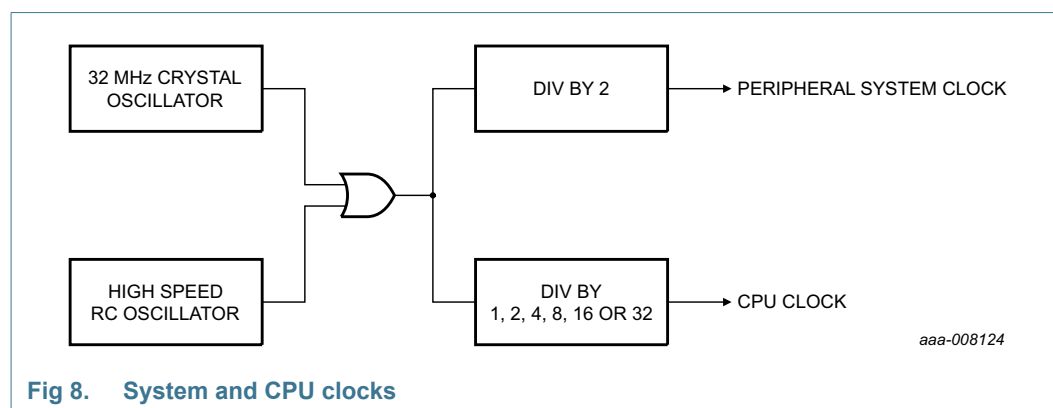 32 MHz CRYSTAL
OSCILLATOR
DIV BY 2
PERIPHERAL SYSTEM CLOCK
HIGH SPEED
RC OSCILLATOR
DIV BY
1, 2, 4, 8, 16 OR 32
CPU CLOCK
aaa-008124
Fig 8. System and CPU clocks